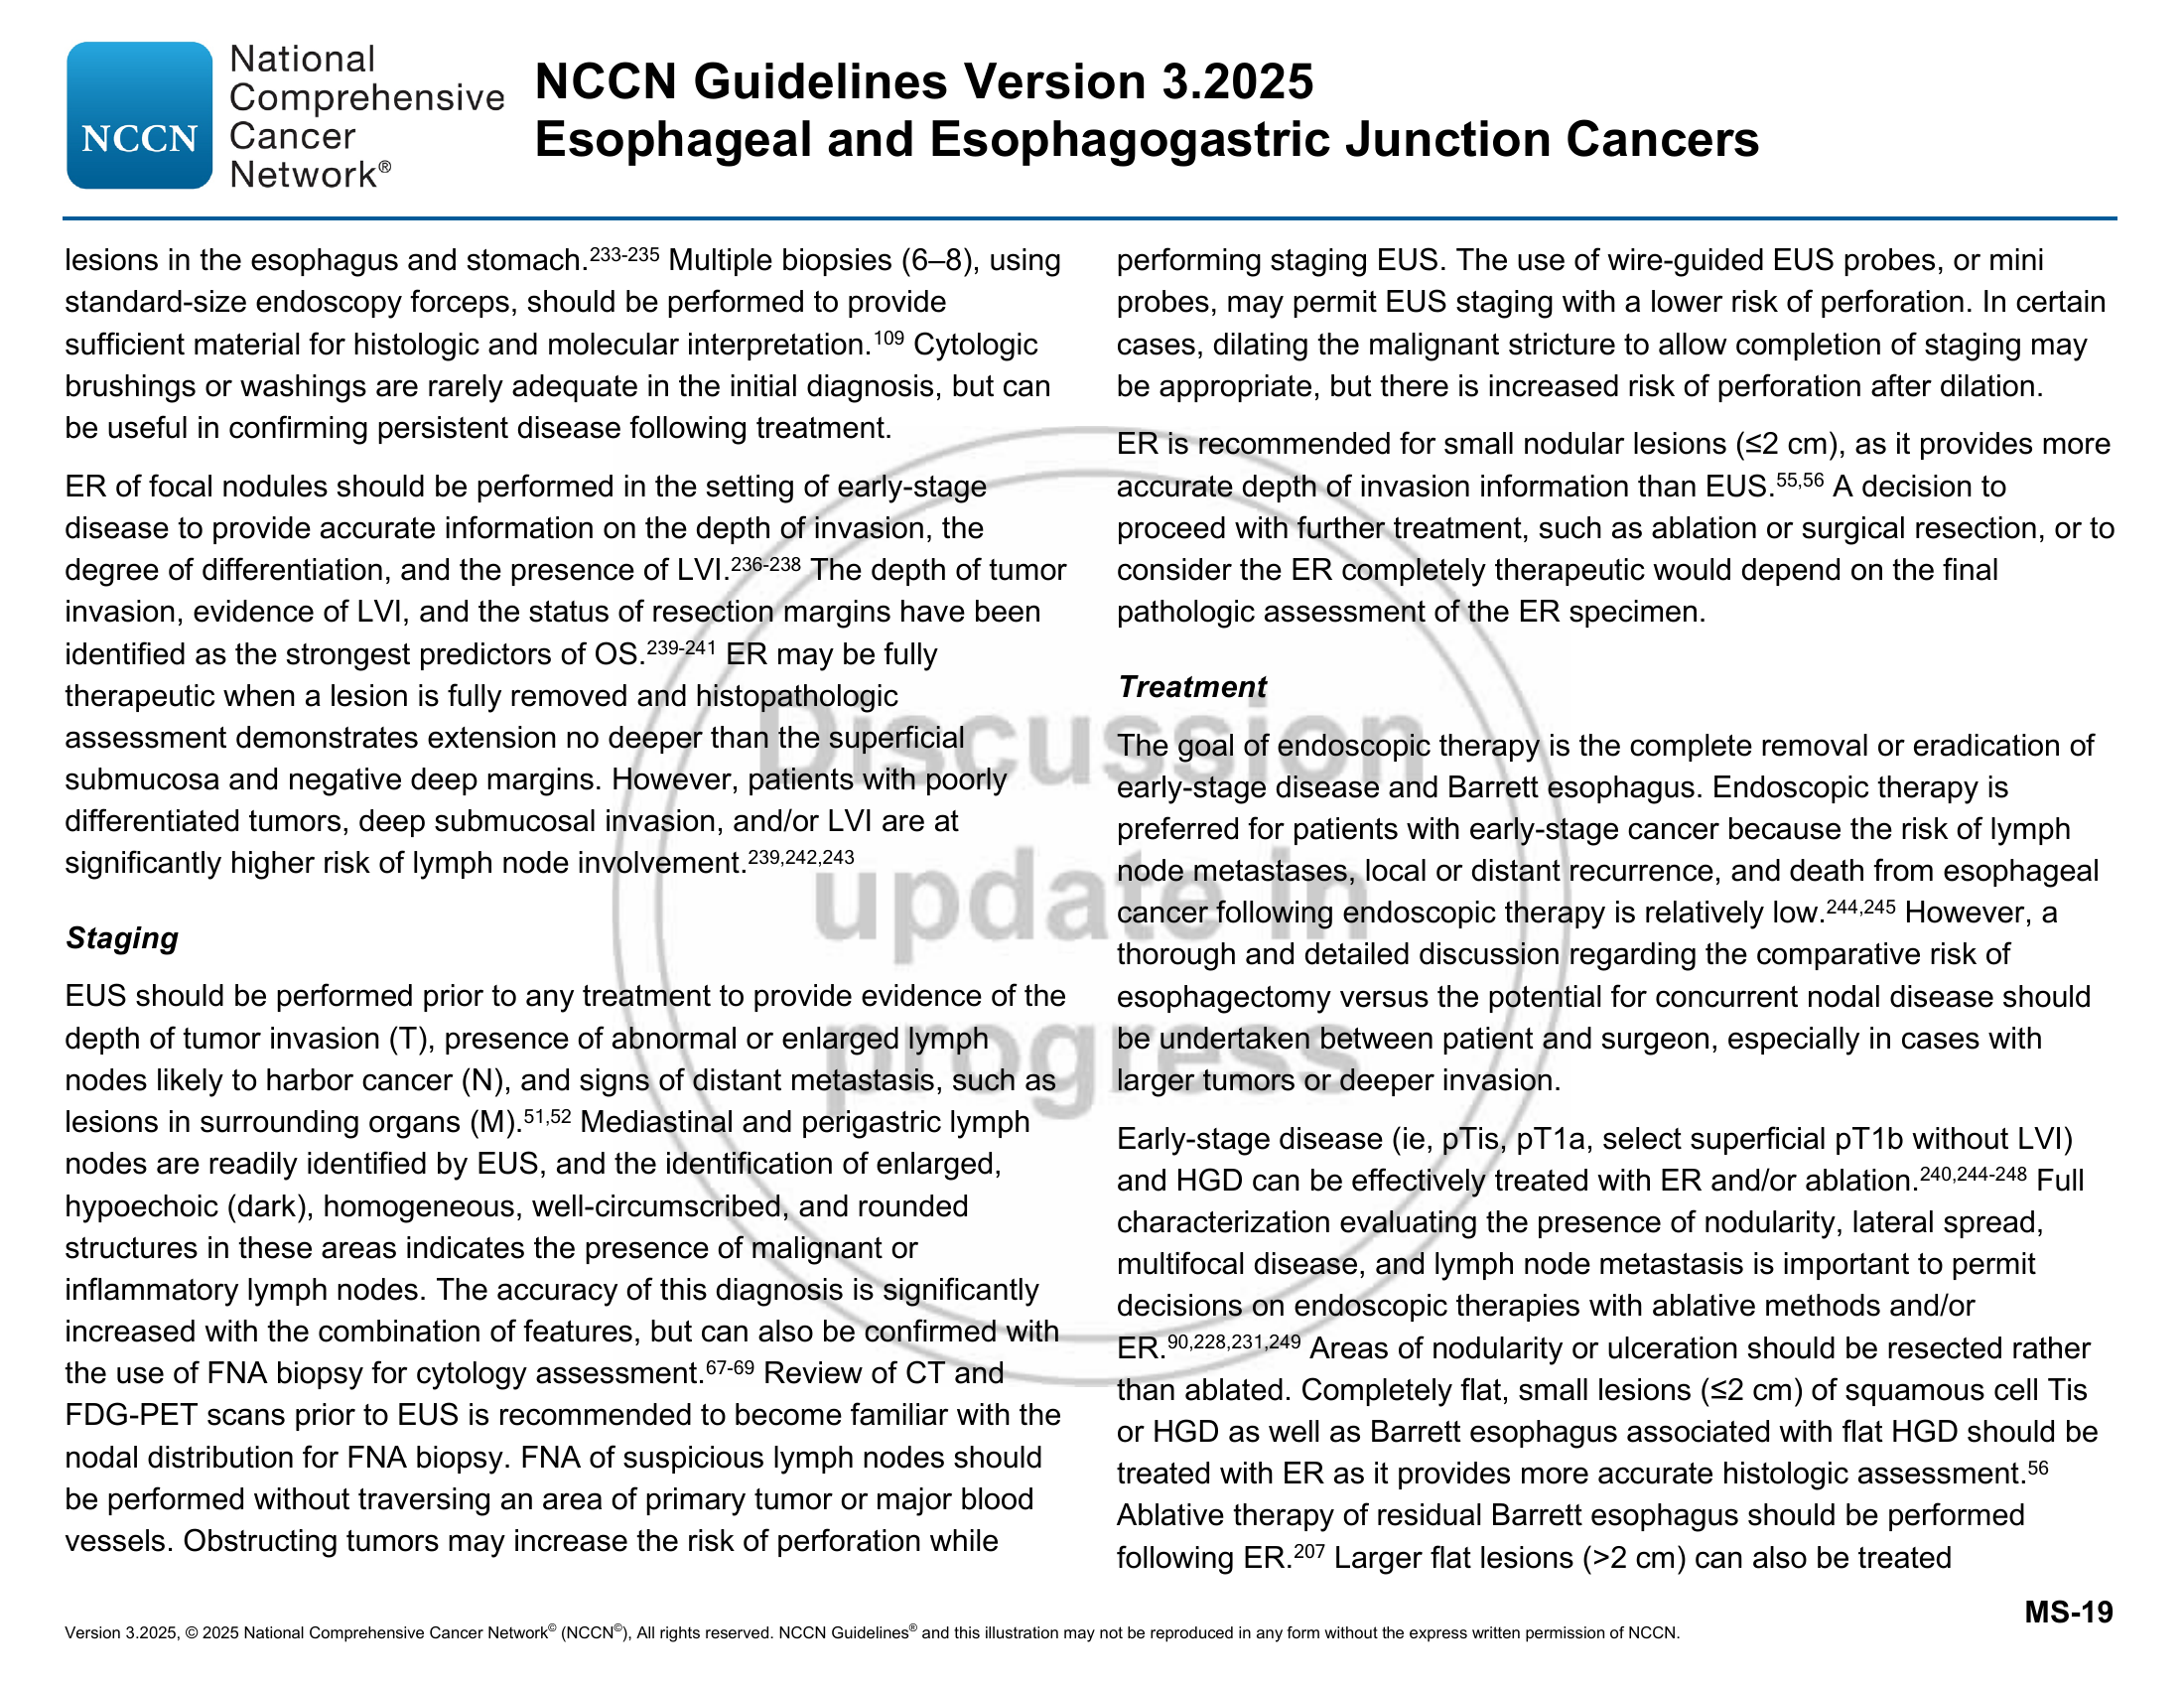 NCCN
National
Comprehensive
Cancer
Network®
NCCN Guidelines Version 3.2025
Esophageal and Esophagogastric Junction Cancers
lesions in the esophagus and stomach.233-235 Multiple biopsies (6–8), using
standard-size endoscopy forceps, should be performed to provide
sufficient material for histologic and molecular interpretation.109 Cytologic
brushings or washings are rarely adequate in the initial diagnosis, but can
be useful in confirming persistent disease following treatment.
ER of focal nodules should be performed in the setting of early-stage
disease to provide accurate information on the depth of invasion, the
degree of differentiation, and the presence of LVI.236-238 The depth of tumor
invasion, evidence of LVI, and the status of resection margins have been
identified as the strongest predictors of OS.239-241 ER may be fully
therapeutic when a lesion is fully removed and histopathologic
assessment demonstrates extension no deeper than the superficial
submucosa and negative deep margins. However, patients with poorly
differentiated tumors, deep submucosal invasion, and/or LVI are at
significantly higher risk of lymph node involvement.239,242,243
Staging
EUS should be performed prior to any treatment to provide evidence of the
depth of tumor invasion (T), presence of abnormal or enlarged lymph
nodes likely to harbor cancer (N), and signs of distant metastasis, such as
lesions in surrounding organs (M).51,52 Mediastinal and perigastric lymph
nodes are readily identified by EUS, and the identification of enlarged,
hypoechoic (dark), homogeneous, well-circumscribed, and rounded
structures in these areas indicates the presence of malignant or
inflammatory lymph nodes. The accuracy of this diagnosis is significantly
increased with the combination of features, but can also be confirmed with
the use of FNA biopsy for cytology assessment.67-69 Review of CT and
FDG-PET scans prior to EUS is recommended to become familiar with the
nodal distribution for FNA biopsy. FNA of suspicious lymph nodes should
be performed without traversing an area of primary tumor or major blood
vessels. Obstructing tumors may increase the risk of perforation while
performing staging EUS. The use of wire-guided EUS probes, or mini
probes, may permit EUS staging with a lower risk of perforation. In certain
cases, dilating the malignant stricture to allow completion of staging may
be appropriate, but there is increased risk of perforation after dilation.
ER is recommended for small nodular lesions (≤2 cm), as it provides more
accurate depth of invasion information than EUS.55,56 A decision to
proceed with further treatment, such as ablation or surgical resection, or to
consider the ER completely therapeutic would depend on the final
pathologic assessment of the ER specimen.
Treatment
The goal of endoscopic therapy is the complete removal or eradication of
early-stage disease and Barrett esophagus. Endoscopic therapy is
preferred for patients with early-stage cancer because the risk of lymph
node metastases, local or distant recurrence, and death from esophageal
cancer following endoscopic therapy is relatively low.244,245 However, a
thorough and detailed discussion regarding the comparative risk of
esophagectomy versus the potential for concurrent nodal disease should
be undertaken between patient and surgeon, especially in cases with
larger tumors or deeper invasion.
Early-stage disease (ie, pTis, pT1a, select superficial pT1b without LVI)
and HGD can be effectively treated with ER and/or ablation.240,244-248 Full
characterization evaluating the presence of nodularity, lateral spread,
multifocal disease, and lymph node metastasis is important to permit
decisions on endoscopic therapies with ablative methods and/or
ER.90,228,231,249 Areas of nodularity or ulceration should be resected rather
than ablated. Completely flat, small lesions (≤2 cm) of squamous cell Tis
or HGD as well as Barrett esophagus associated with flat HGD should be
treated with ER as it provides more accurate histologic assessment.56
Ablative therapy of residual Barrett esophagus should be performed
following ER.207 Larger flat lesions (>2 cm) can also be treated
Discussion
update in
progress
MS-19
Version 3.2025, © 2025 National Comprehensive Cancer Network© (NCCN©), All rights reserved. NCCN Guidelines® and this illustration may not be reproduced in any form without the express written permission of NCCN.